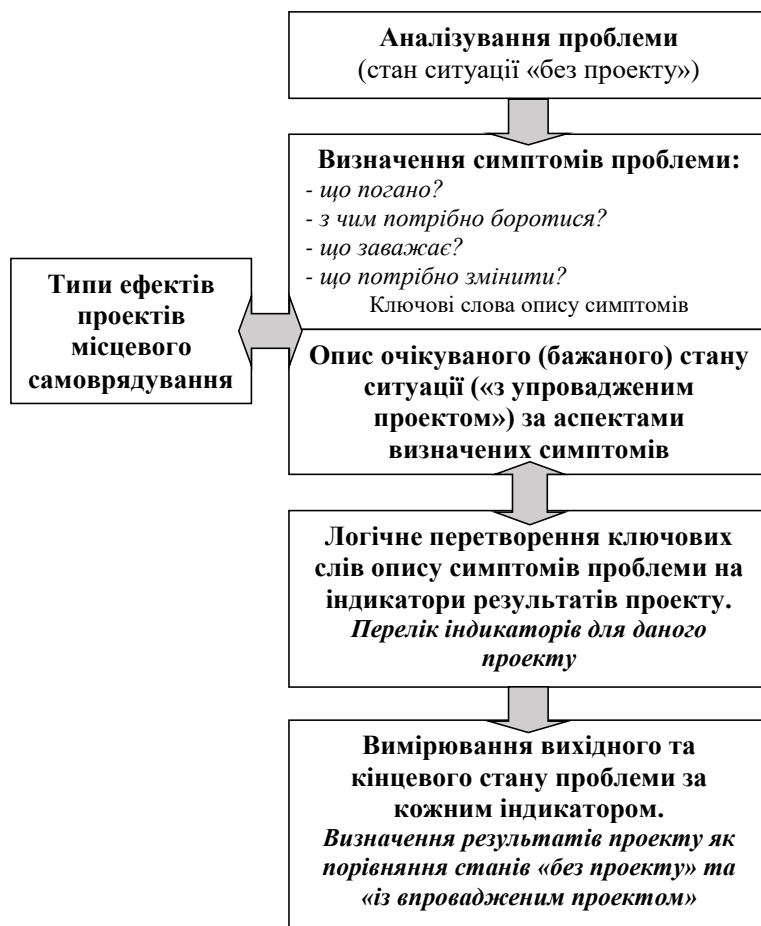 Аналізування проблеми
(стан ситуації «без проекту»)
Визначення симптомів проблеми:
- що погано?
- з чим потрібно боротися?
- що заважає?
- що потрібно змінити?
Ключові слова опису симптомів
Типи ефектів
проектів
місцевого
самоврядування
Опис очікуваного (бажаного) стану
ситуації («з упровадженим
проектом») за аспектами
визначених симптомів
Логічне перетворення ключових
слів опису симптомів проблеми на
індикатори результатів проекту.
Перелік індикаторів для даного
проекту
Вимірювання вихідного та
кінцевого стану проблеми за
кожним індикатором.
Визначення результатів проекту як
порівняння станів «без проекту» та
«із впровадженим проектом»